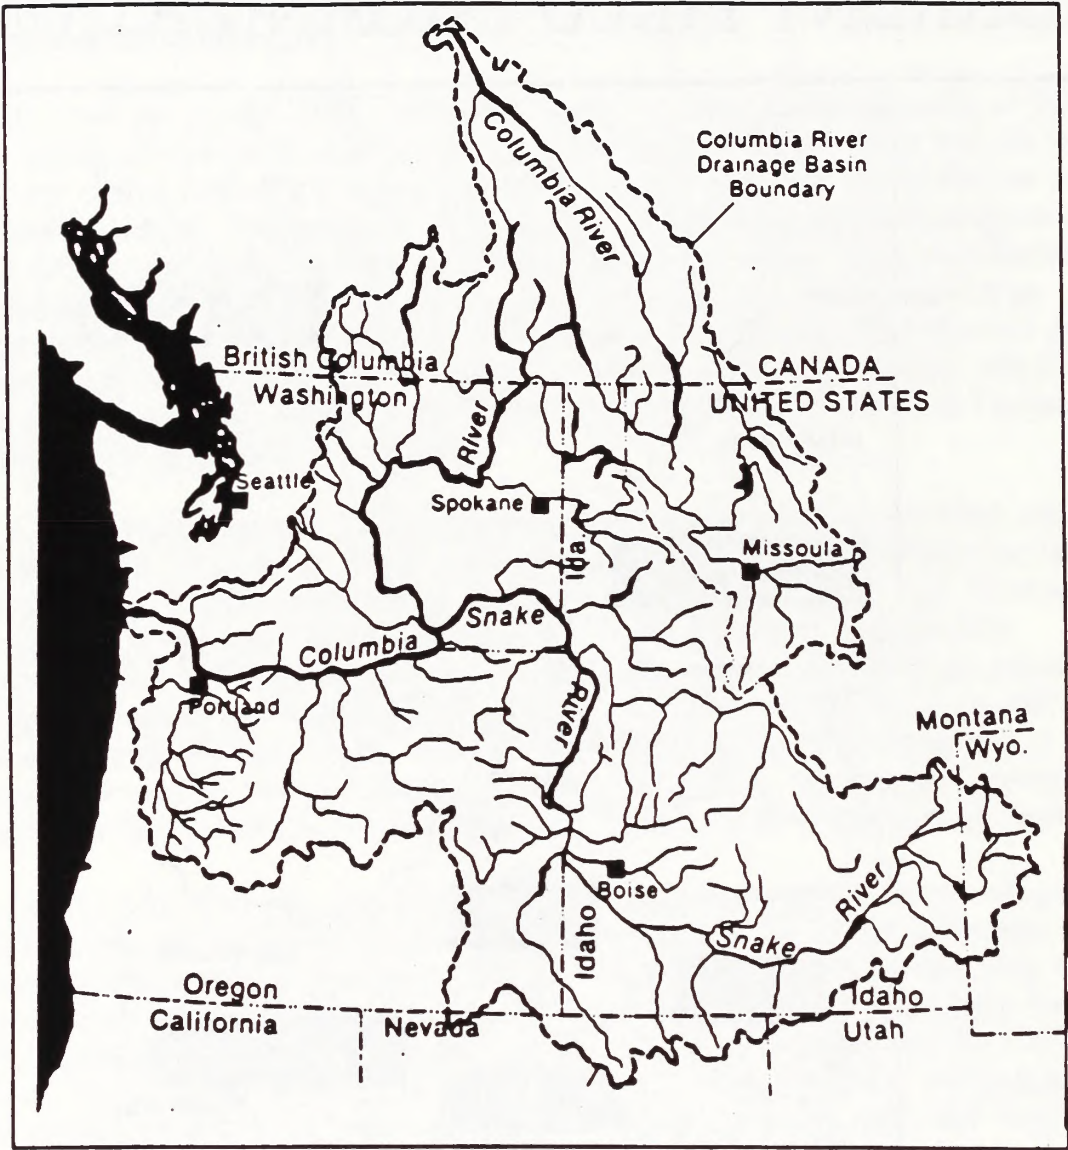 Columbia River
Columbia River
Drainage Basin
Boundary
British Columbia
Washington
CANADA
UNITED STATES
River
Seattle
Spokane
Ida.
Missoula
Snake
Columbia
River
Portland
Montana
Wyo.
Boise
River
Snake
Idaho
Oregon
California
Nevada
Idaho
Utah